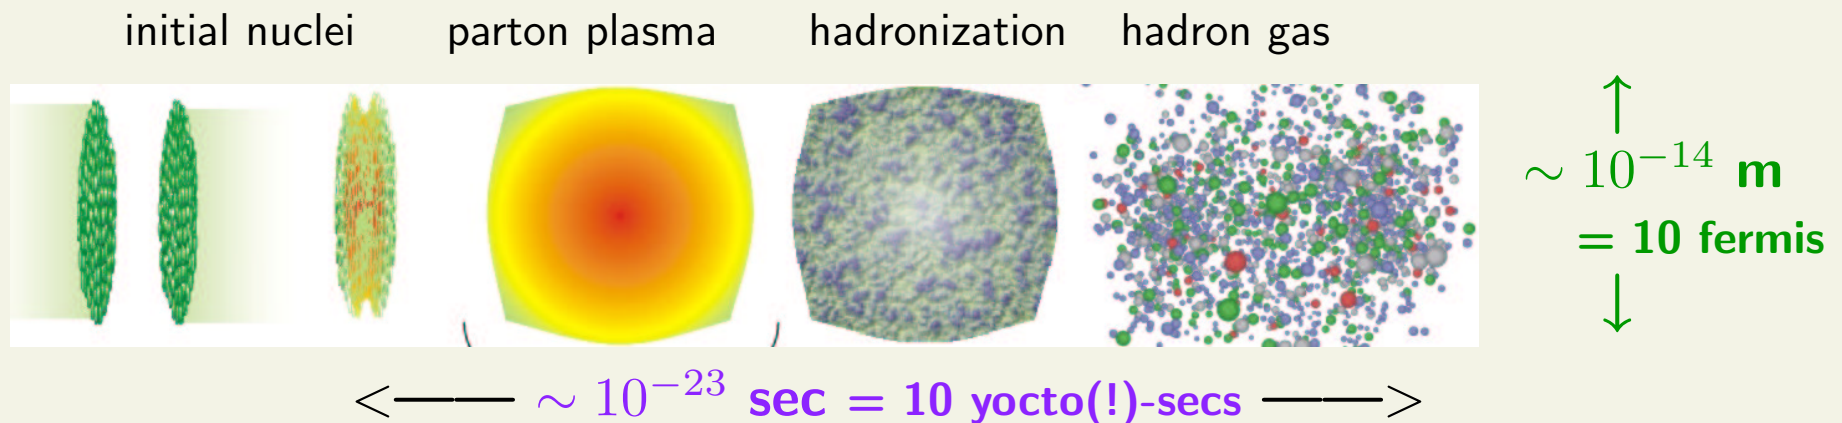 initial nuclei parton plasma hadronization hadron gas
∼ 10⁻¹⁴ m
= 10 fermis
<—— ∼ 10⁻²³ sec = 10 yocto(!)-secs ——>